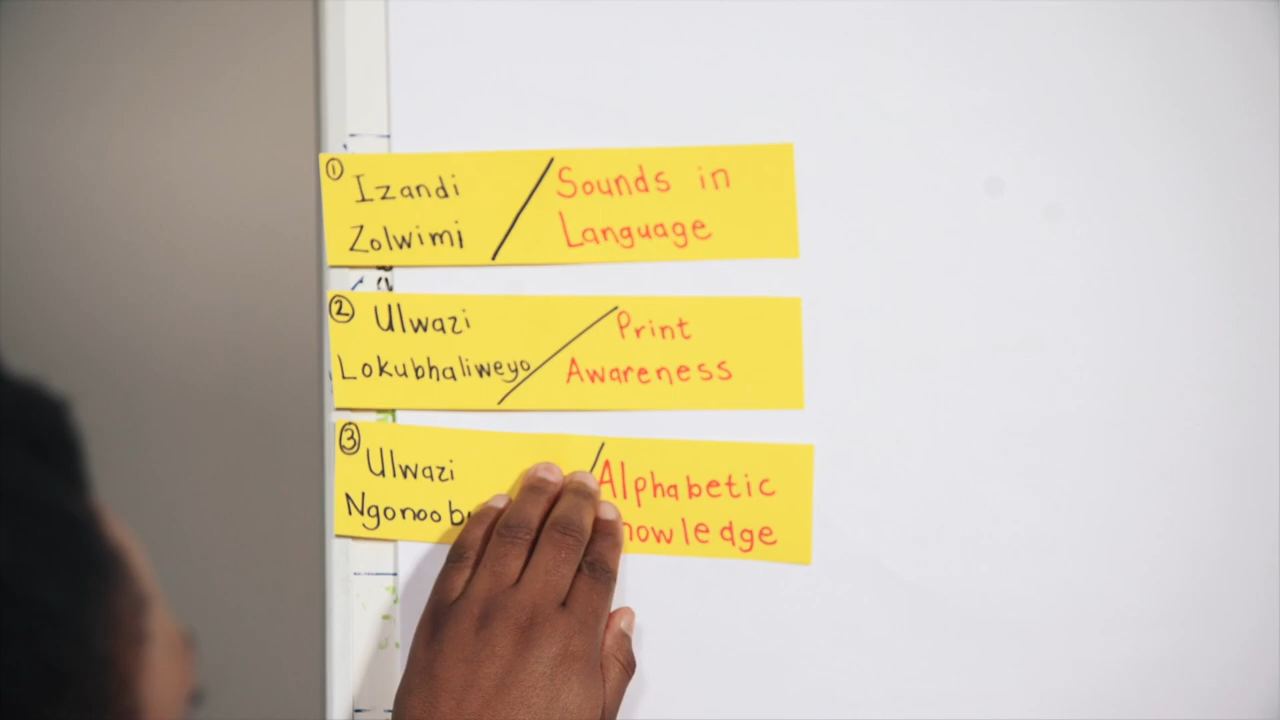 ① Izandi Zolwimi / Sounds in Language
② Ulwazi Lokubhaliweyo / Print Awareness
③ Ulwazi / Alphabetic